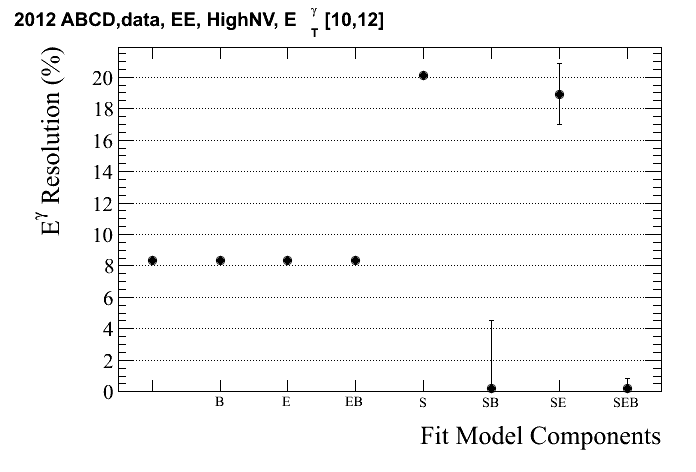 2012 ABCD,data, EE, HighNV, E γ T [10,12]
E γ Resolution (%)
20
18
16
14
12
10
8
6
4
2
0
B E EB S SB SE SEB
Fit Model Components